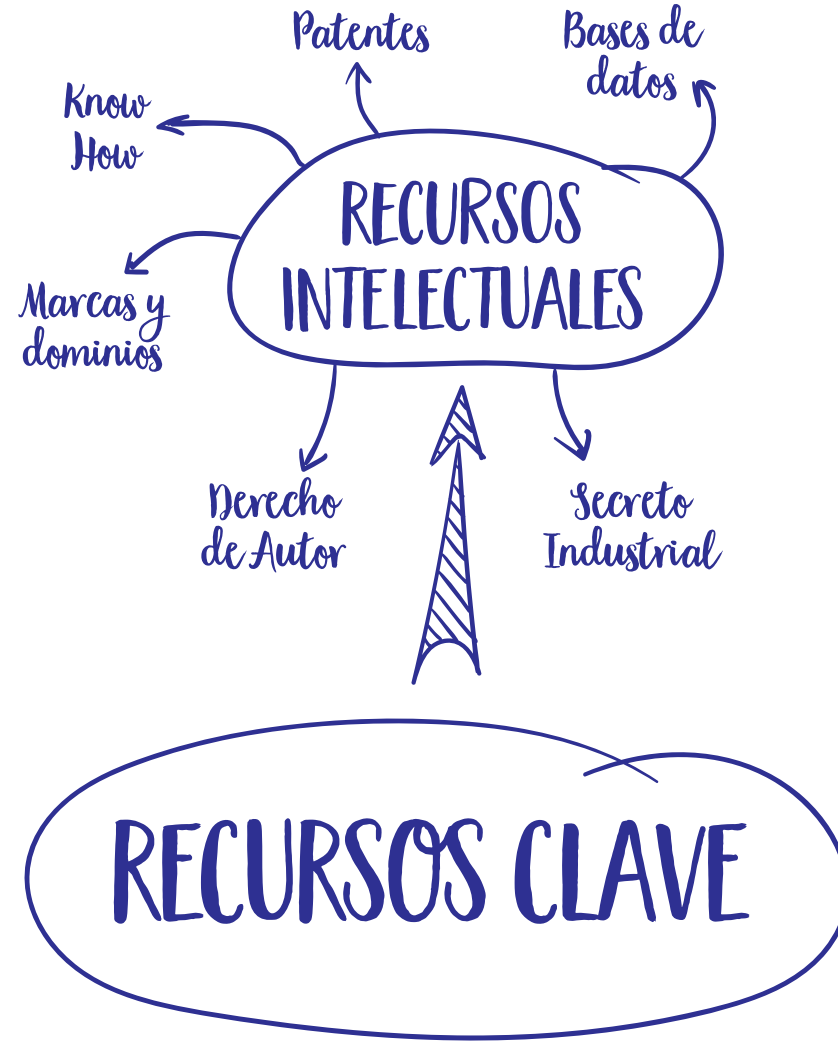 Patentes
Bases de
datos
Know
How
RECURSOS
INTELECTUALES
Marcas y
dominios
Derecho
de Autor
Secreto
Industrial
RECURSOS CLAVE